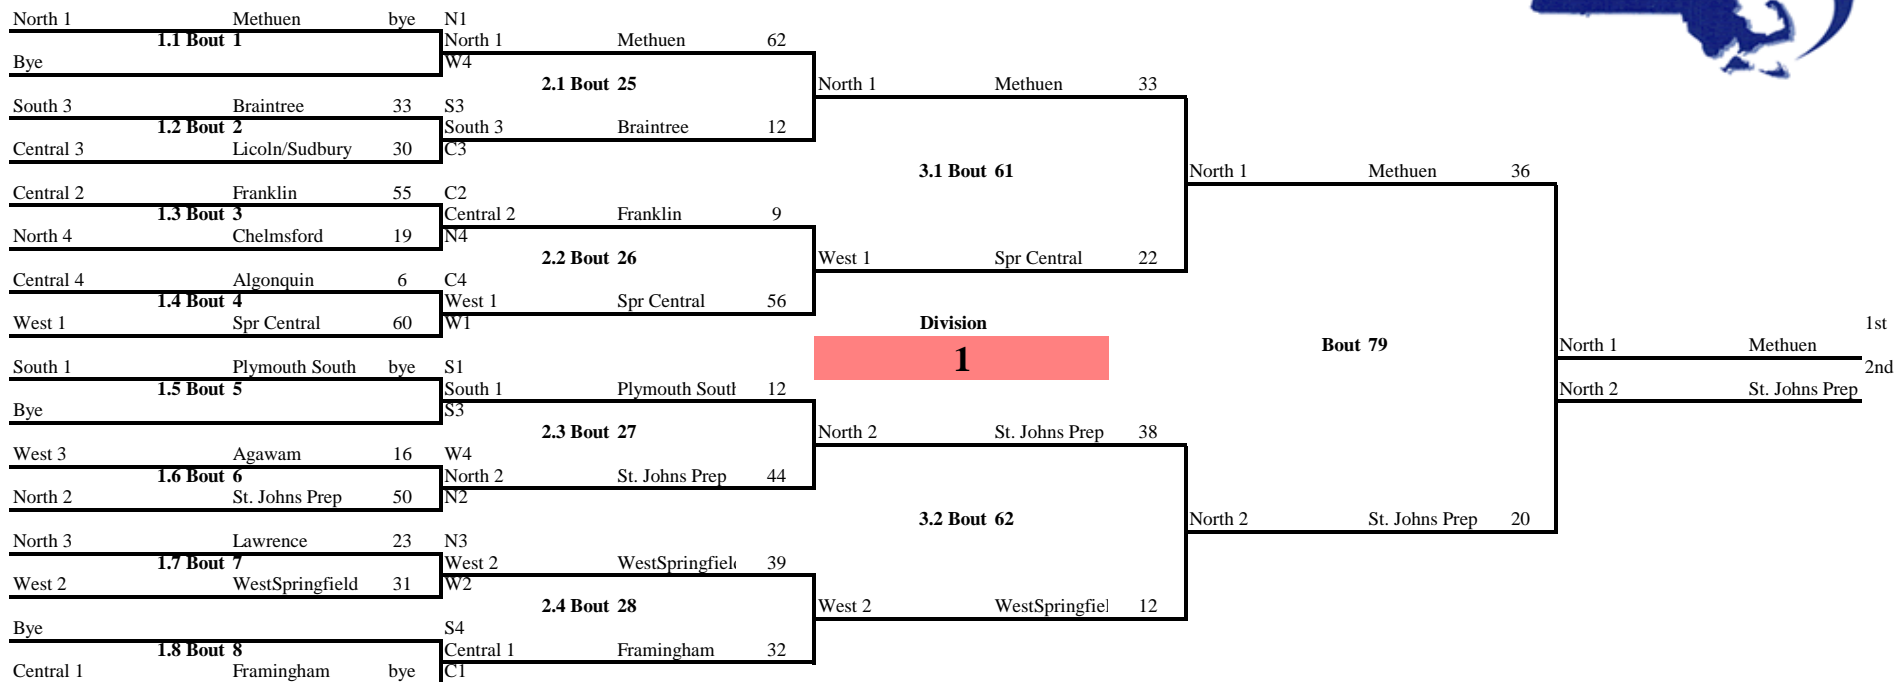 North 1 Methuen bye N1
1.1 Bout 1 North 1 Methuen 62
Bye W4
2.1 Bout 25 North 1 Methuen 33
South 3 Braintree 33 S3
1.2 Bout 2 South 3 Braintree 12
Central 3 Licoln/Sudbury 30 C3
3.1 Bout 61 North 1 Methuen 36
Central 2 Franklin 55 C2
1.3 Bout 3 Central 2 Franklin 9
North 4 Chelmsford 19 N4
2.2 Bout 26 West 1 Spr Central 22
Central 4 Algonquin 6 C4
1.4 Bout 4 West 1 Spr Central 56
West 1 Spr Central 60 W1 Division 1st
1 Bout 79 North 1 Methuen
South 1 Plymouth South bye S1 2nd
1.5 Bout 5 South 1 Plymouth South 12 North 2 St. Johns Prep
Bye S3
2.3 Bout 27 North 2 St. Johns Prep 38
West 3 Agawam 16 W4
1.6 Bout 6 North 2 St. Johns Prep 44
North 2 St. Johns Prep 50 N2
3.2 Bout 62 North 2 St. Johns Prep 20
North 3 Lawrence 23 N3
1.7 Bout 7 West 2 WestSpringfiel 39
West 2 WestSpringfield 31 W2
2.4 Bout 28 West 2 WestSpringfiel 12
Bye S4
1.8 Bout 8 Central 1 Framingham 32
Central 1 Framingham bye C1